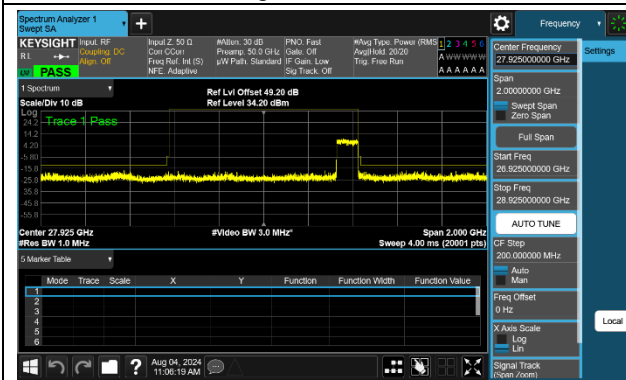 Spectrum Analyzer 1
Swept SA
+
Frequency
KEYSIGHT
RL
Input: RF
Coupling: DC
Align: Off
Input Z: 50 Ω
Corr CCorr
Freq Ref: Int (S)
NFE: Adaptive
#Atten: 30 dB
Preamp: 50.0 GHz
µW Path: Standard
PNO: Fast
Gate: Off
IF Gain: Low
Sig Track: Off
#Avg Type: Power (RMS
Avg|Hold: 20/20
Trig: Free Run
1 2 3 4 5 6
A W W W W W
A A A A A A
PASS
1 Spectrum
Scale/Div 10 dB
Ref Lvl Offset 49.20 dB
Ref Level 34.20 dBm
Log
Trace 1 Pass
24.2
14.2
4.20
-5.80
-15.8
-25.8
-35.8
-45.8
-55.8
Center 27.925 GHz
#Res BW 1.0 MHz
#Video BW 3.0 MHz*
Span 2.000 GHz
Sweep 4.00 ms (20001 pts)
5 Marker Table
Mode Trace Scale X Y Function Function Width Function Value
1
2
3
4
5
6
Center Frequency
27.925000000 GHz
Settings
Span
2.00000000 GHz
Swept Span
Zero Span
Full Span
Start Freq
26.925000000 GHz
Stop Freq
28.925000000 GHz
AUTO TUNE
CF Step
200.000000 MHz
Auto
Man
Freq Offset
0 Hz
X Axis Scale
Log
Lin
Signal Track
(Span Zoom)
Local
?
Aug 04, 2024
11:06:19 AM